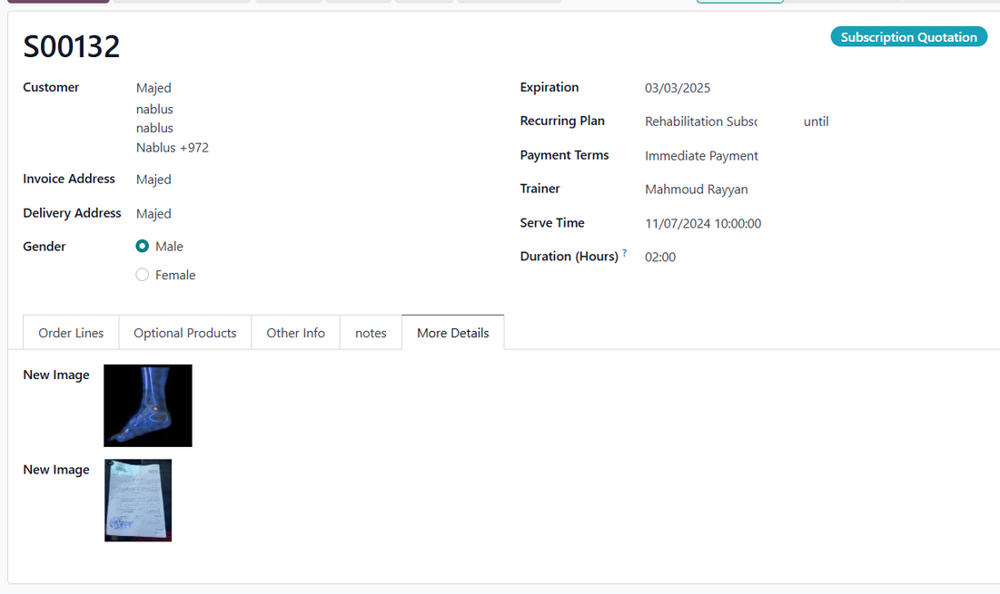 S00132
Subscription Quotation
Customer
Majed
nablus
nablus
Nablus +972
Invoice Address
Majed
Delivery Address
Majed
Gender
Male
Female
Expiration
03/03/2025
Recurring Plan
Rehabilitation Subsc
until
Payment Terms
Immediate Payment
Trainer
Mahmoud Rayyan
Serve Time
11/07/2024 10:00:00
Duration (Hours) ?
02:00
Order Lines
Optional Products
Other Info
notes
More Details
New Image
New Image